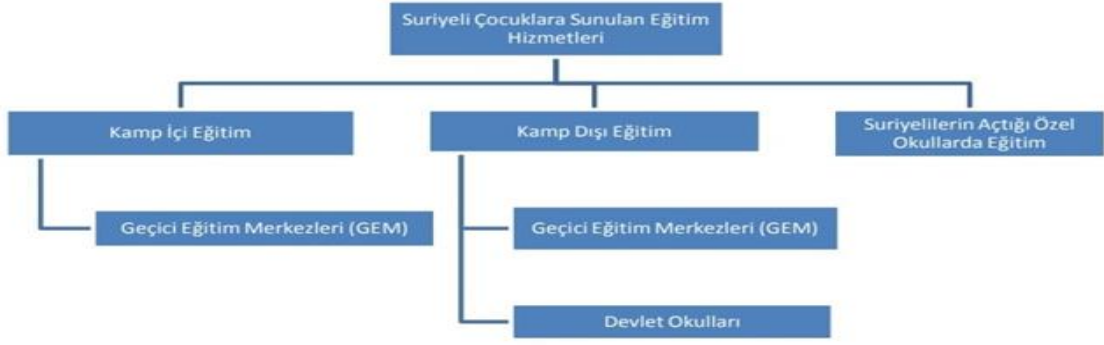 Suriyeli Çocuklara Sunulan Eğitim
Hizmetleri
Kamp İçi Eğitim
Kamp Dışı Eğitim
Suriyelilerin Açtığı Özel
Okullarda Eğitim
Geçici Eğitim Merkezleri (GEM)
Geçici Eğitim Merkezleri (GEM)
Devlet Okulları